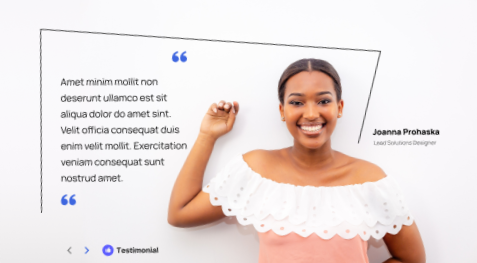 “
Amet minim mollit non
deserunt ullamco est sit
aliqua dolor do amet sint.
Velit officia consequat duis
enim velit mollit. Exercitation
veniam consequat sunt
nostrud amet.
“
Joanna Prohaska
Lead Solutions Designer
Testimonial